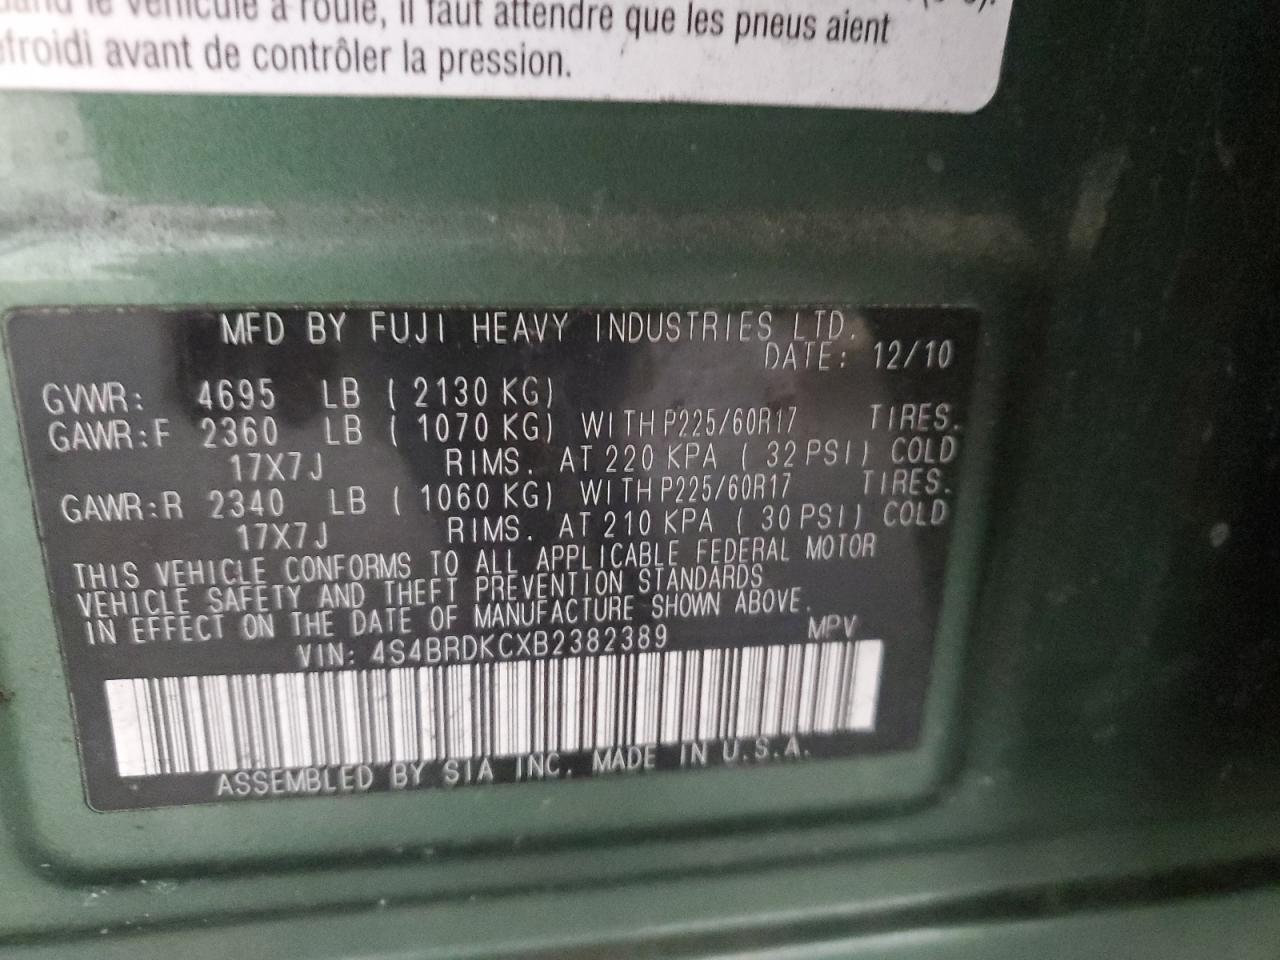 le véhicule a roulé, il faut attendre que les pneus aient
froidi avant de contrôler la pression.
MFD BY FUJI HEAVY INDUSTRIES LTD.
DATE: 12/10
GVWR: 4695 LB ( 2130 KG)
GAWR:F 2360 LB ( 1070 KG) WITH P225/60R17 TIRES.
17X7J RIMS. AT 220 KPA ( 32 PSI) COLD
GAWR:R 2340 LB ( 1060 KG) WITH P225/60R17 TIRES.
17X7J RIMS. AT 210 KPA ( 30 PSI) COLD
THIS VEHICLE CONFORMS TO ALL APPLICABLE FEDERAL MOTOR
VEHICLE SAFETY AND THEFT PREVENTION STANDARDS
IN EFFECT ON THE DATE OF MANUFACTURE SHOWN ABOVE.
VIN: 4S4BRDKCXB2382389 MPV
ASSEMBLED BY SIA INC. MADE IN U.S.A.